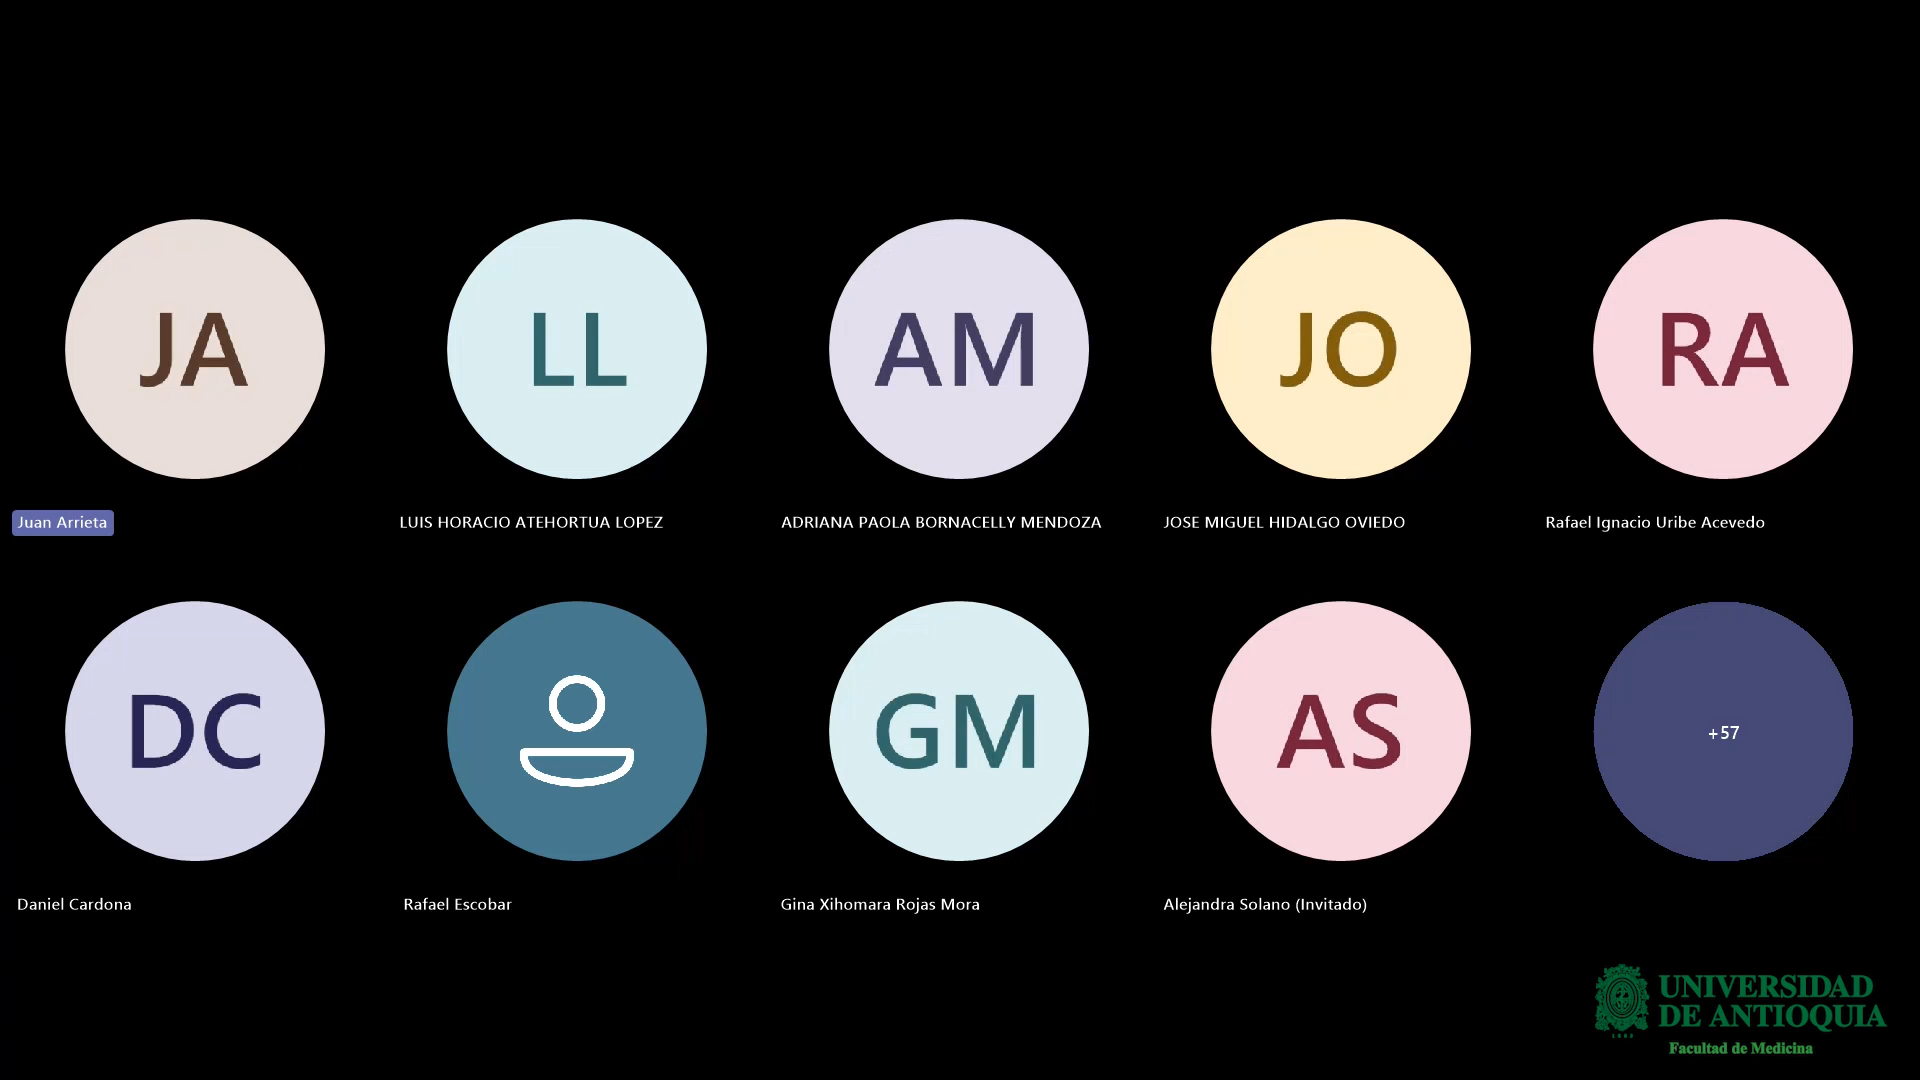 JA
LL
AM
JO
RA
Juan Arrieta
LUIS HORACIO ATEHORTUA LOPEZ
ADRIANA PAOLA BORNACELLY MENDOZA
JOSE MIGUEL HIDALGO OVIEDO
Rafael Ignacio Uribe Acevedo
DC
GM
AS
+57
Daniel Cardona
Rafael Escobar
Gina Xihomara Rojas Mora
Alejandra Solano (Invitado)
UNIVERSIDAD
DE ANTIOQUIA
1803
Facultad de Medicina